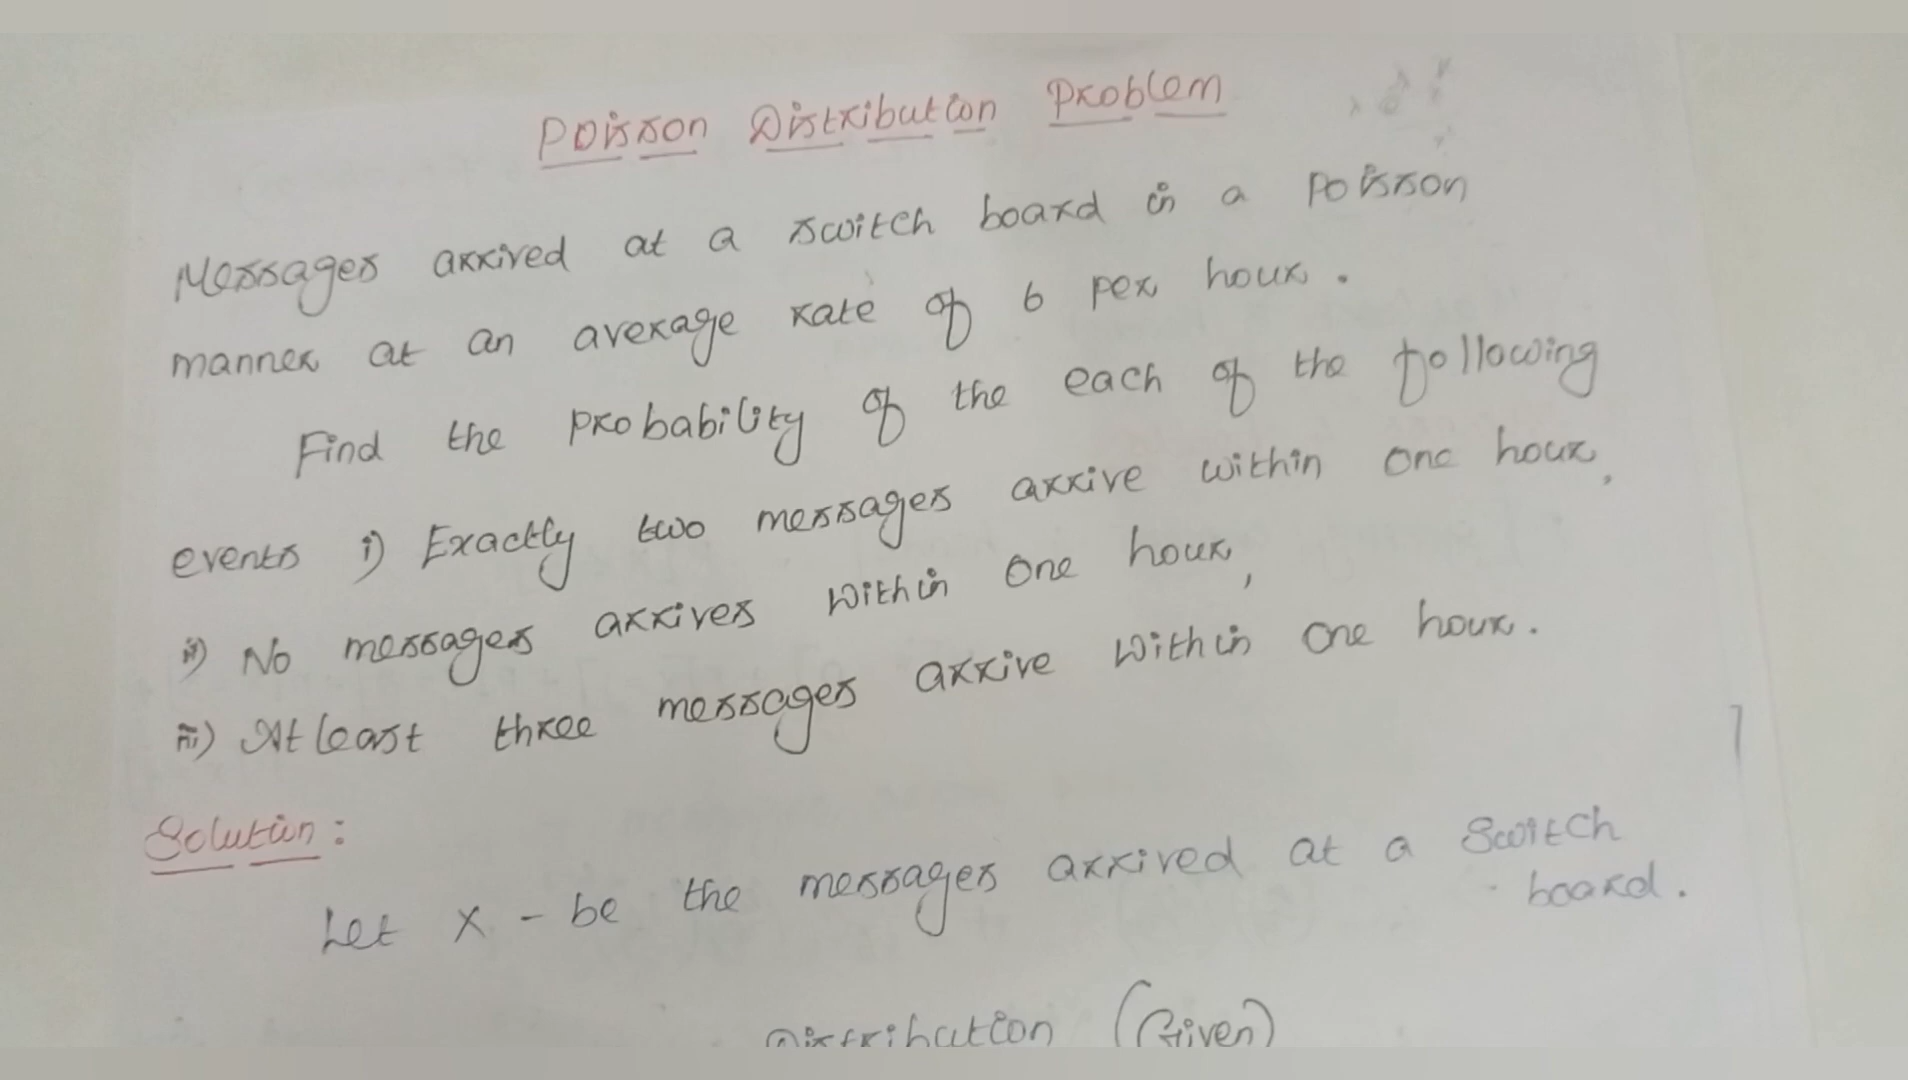 Poisson Distribution Problem
Messages arrived at a switch board in a Poisson
manner at an average rate of 6 per hour.
Find the probability of the each of the following
events i) Exactly two messages arrive within one hour,
ii) No messages arrives within one hour,
iii) At least three messages arrive within one hour.
Solution:
Let X - be the messages arrived at a switch
board.
Distribution (Given)